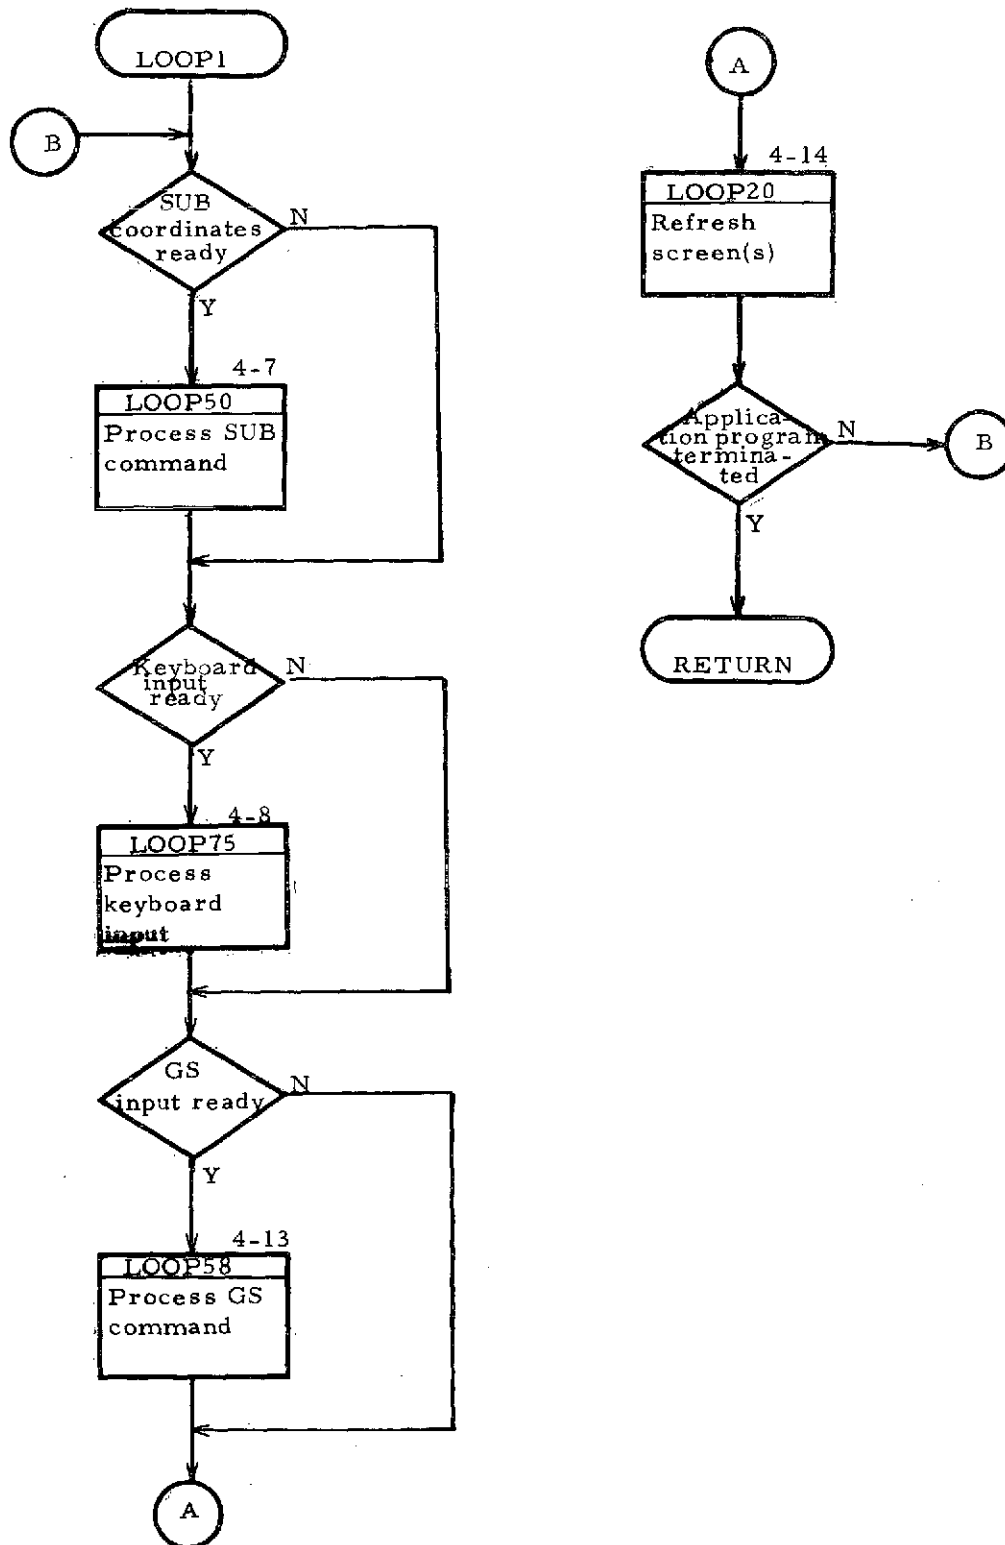 LOOP1
B
SUB
coordinates
ready
N
Y
4-7
LOOP50
Process SUB
command
Keyboard
input
ready
N
Y
4-8
LOOP75
Process
keyboard
input
GS
input ready
N
Y
4-13
LOOP58
Process GS
command
A
A
4-14
LOOP20
Refresh
screen(s)
Applica-
tion program
termina-
ted
N
B
Y
RETURN